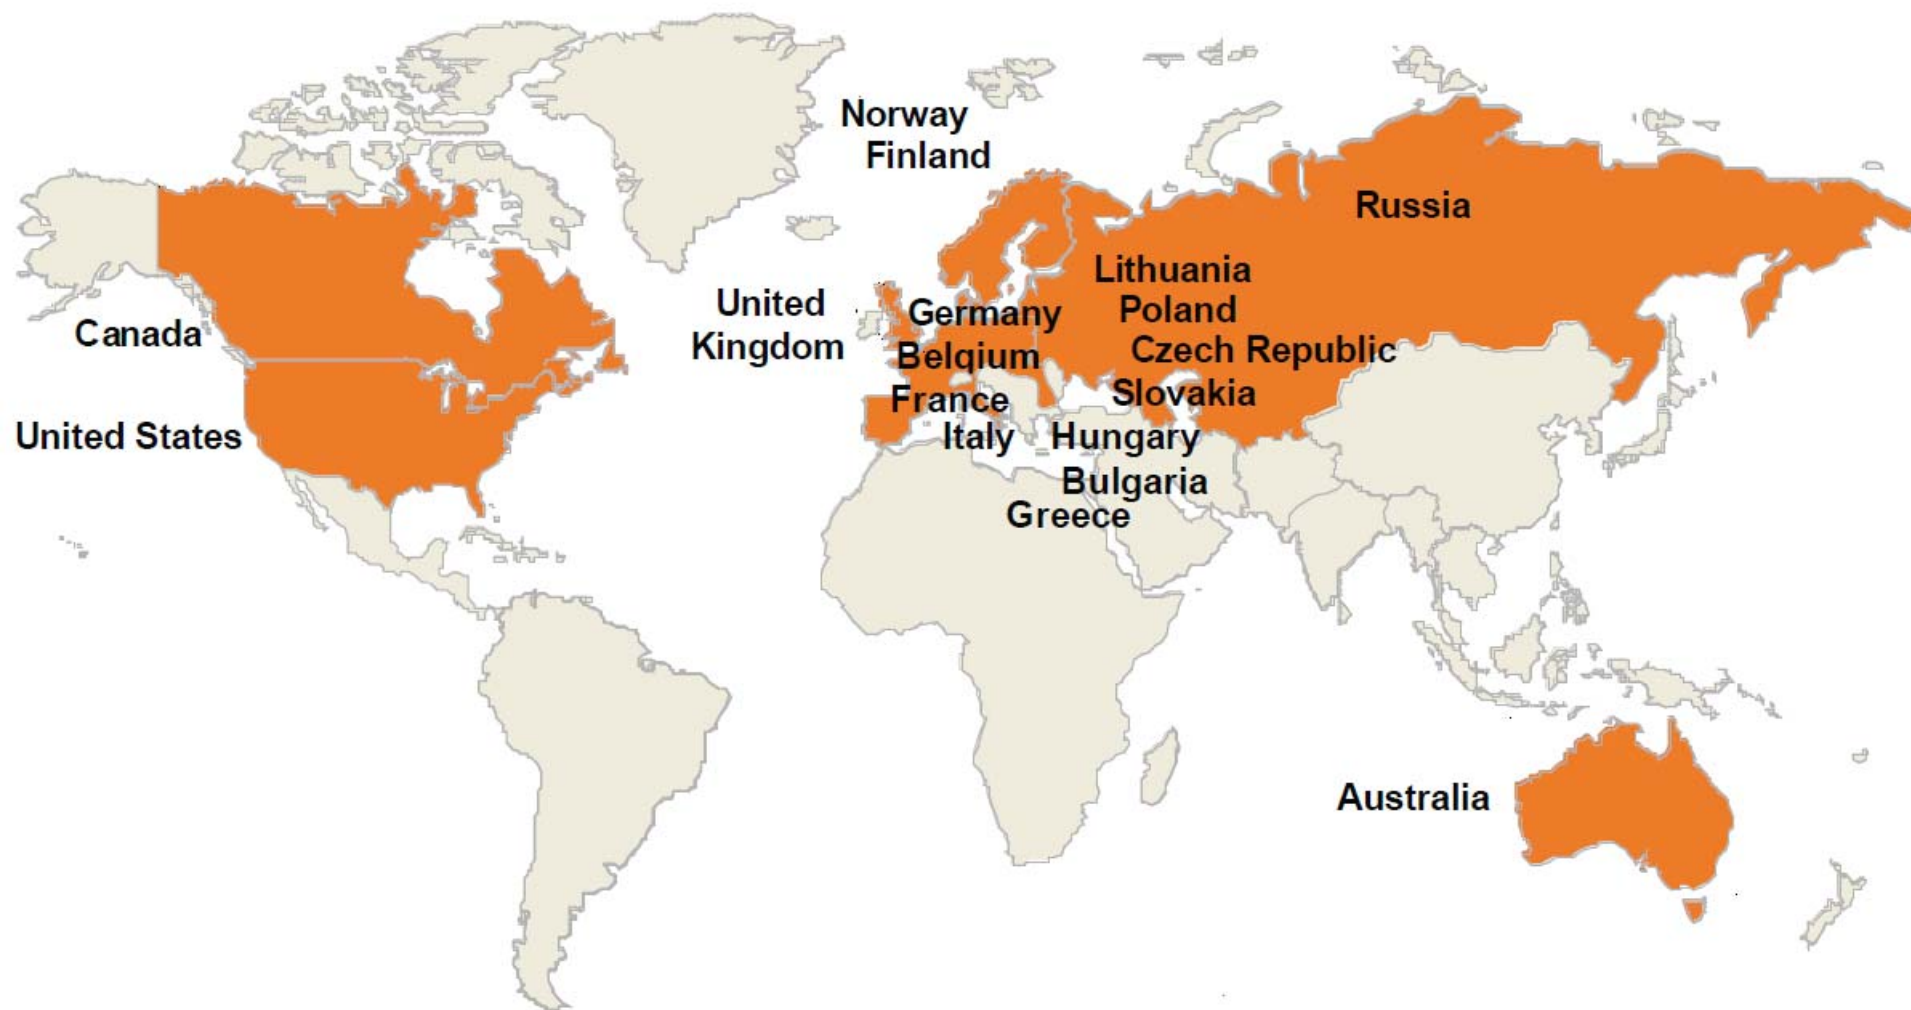 Norway
Finland
Russia
Lithuania
United
Kingdom
Germany
Poland
Canada
Belqium
Czech Republic
France
Slovakia
United States
Italy
Hungary
Bulgaria
Greece
Australia